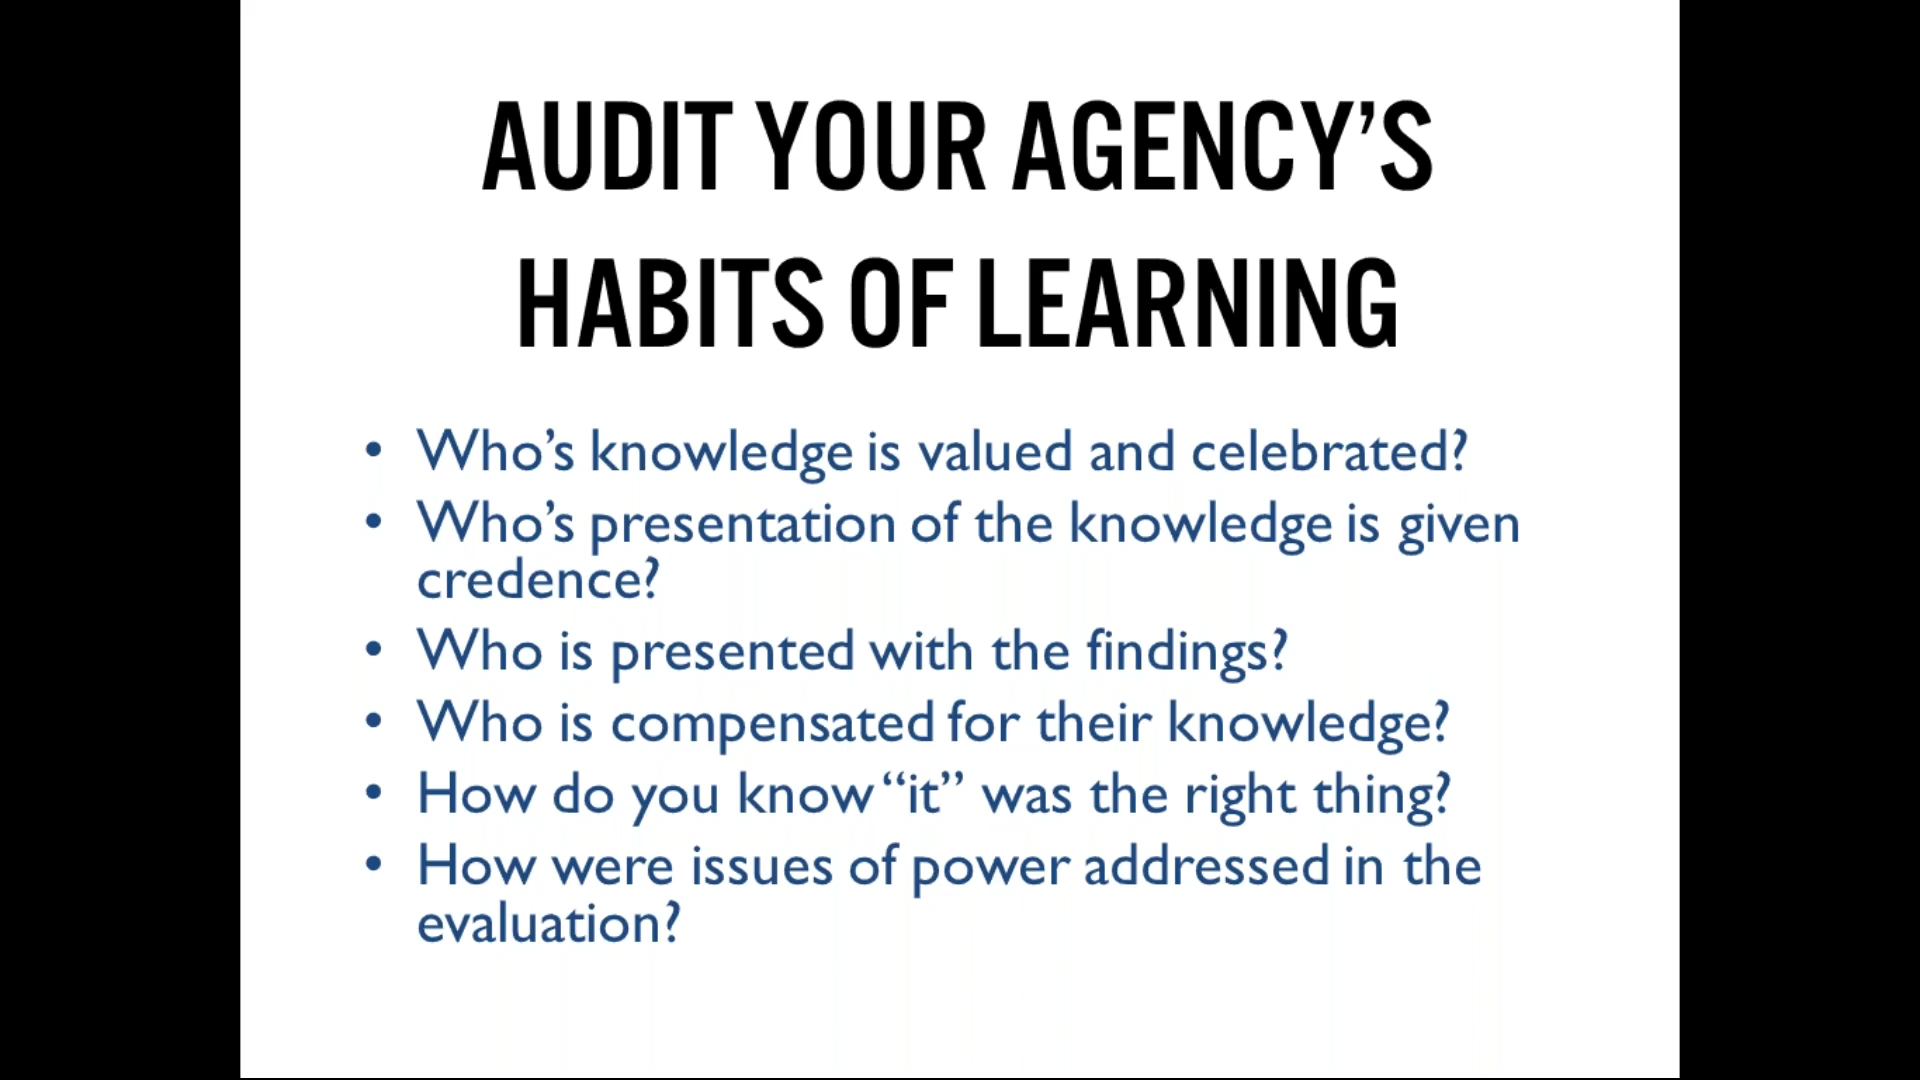 AUDIT YOUR AGENCY’S
HABITS OF LEARNING
• Who’s knowledge is valued and celebrated?
• Who’s presentation of the knowledge is given
credence?
• Who is presented with the findings?
• Who is compensated for their knowledge?
• How do you know “it” was the right thing?
• How were issues of power addressed in the
evaluation?